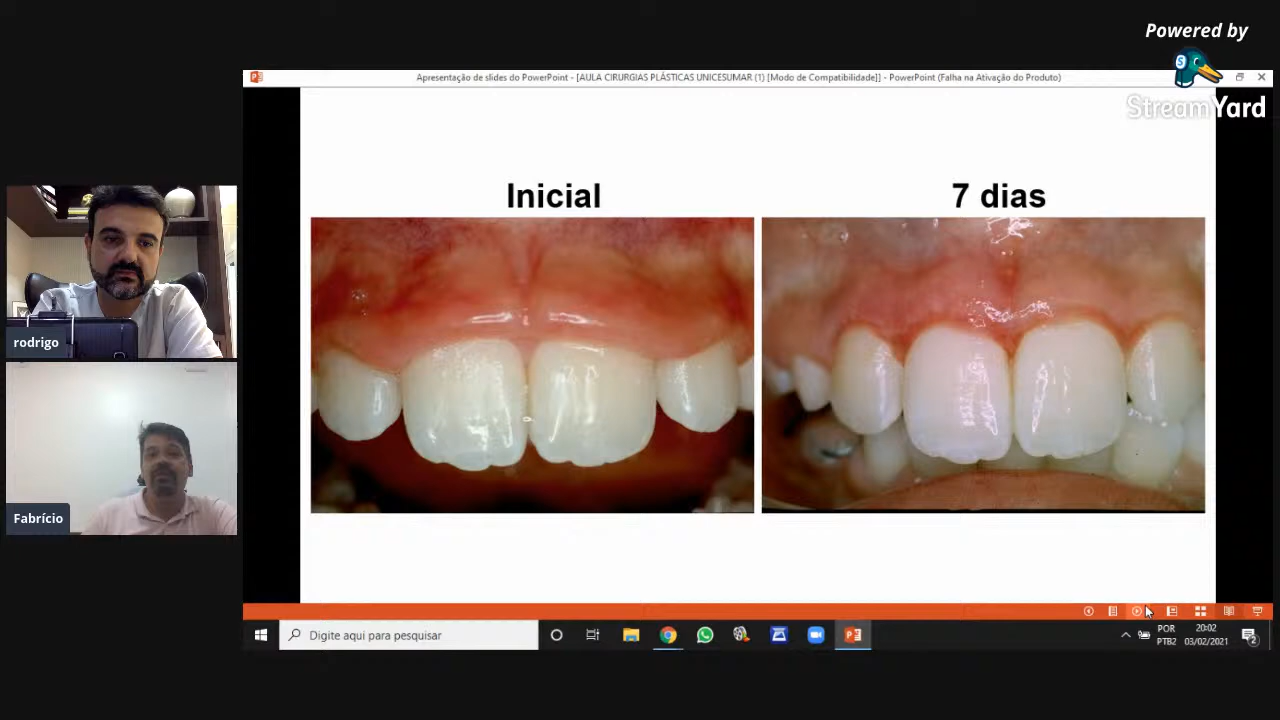 Powered by
StreamYard
Apresentação de slides do PowerPoint - [AULA CIRURGIAS PLÁSTICAS UNICESUMAR (1) [Modo de Compatibilidade]] - PowerPoint (Falha na Ativação do Produto)
Inicial
7 dias
rodrigo
Fabrício
Digite aqui para pesquisar
POR
PTB2
20:02
03/02/2021
2